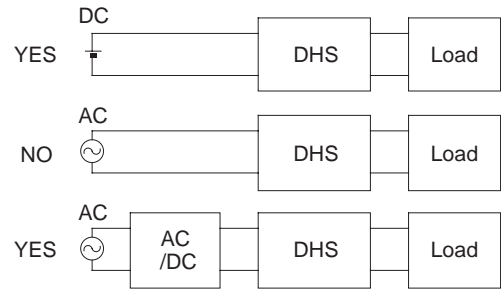 DC
YES DHS Load
AC
NO DHS Load
AC
YES AC /DC DHS Load